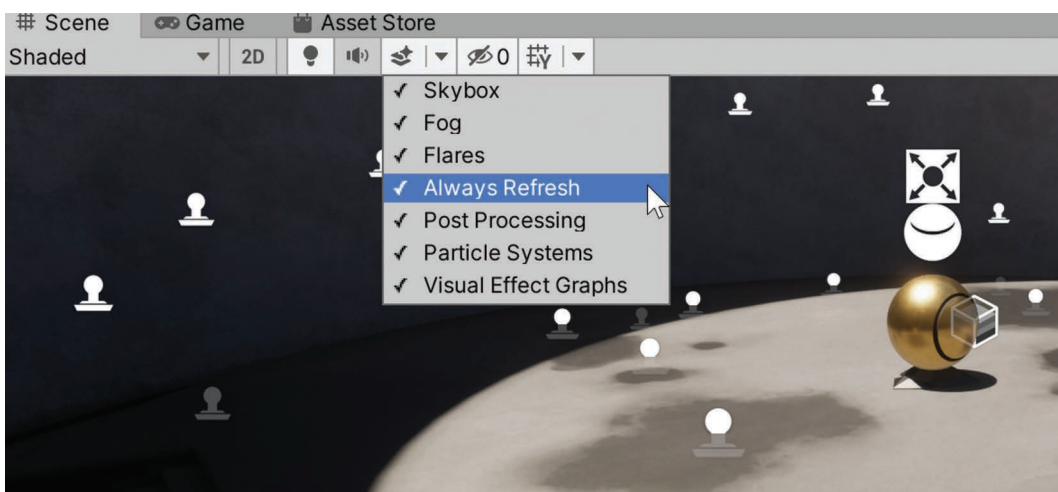 Scene Game Asset Store
Shaded 2D 0
Skybox
Fog
Flares
Always Refresh
Post Processing
Particle Systems
Visual Effect Graphs